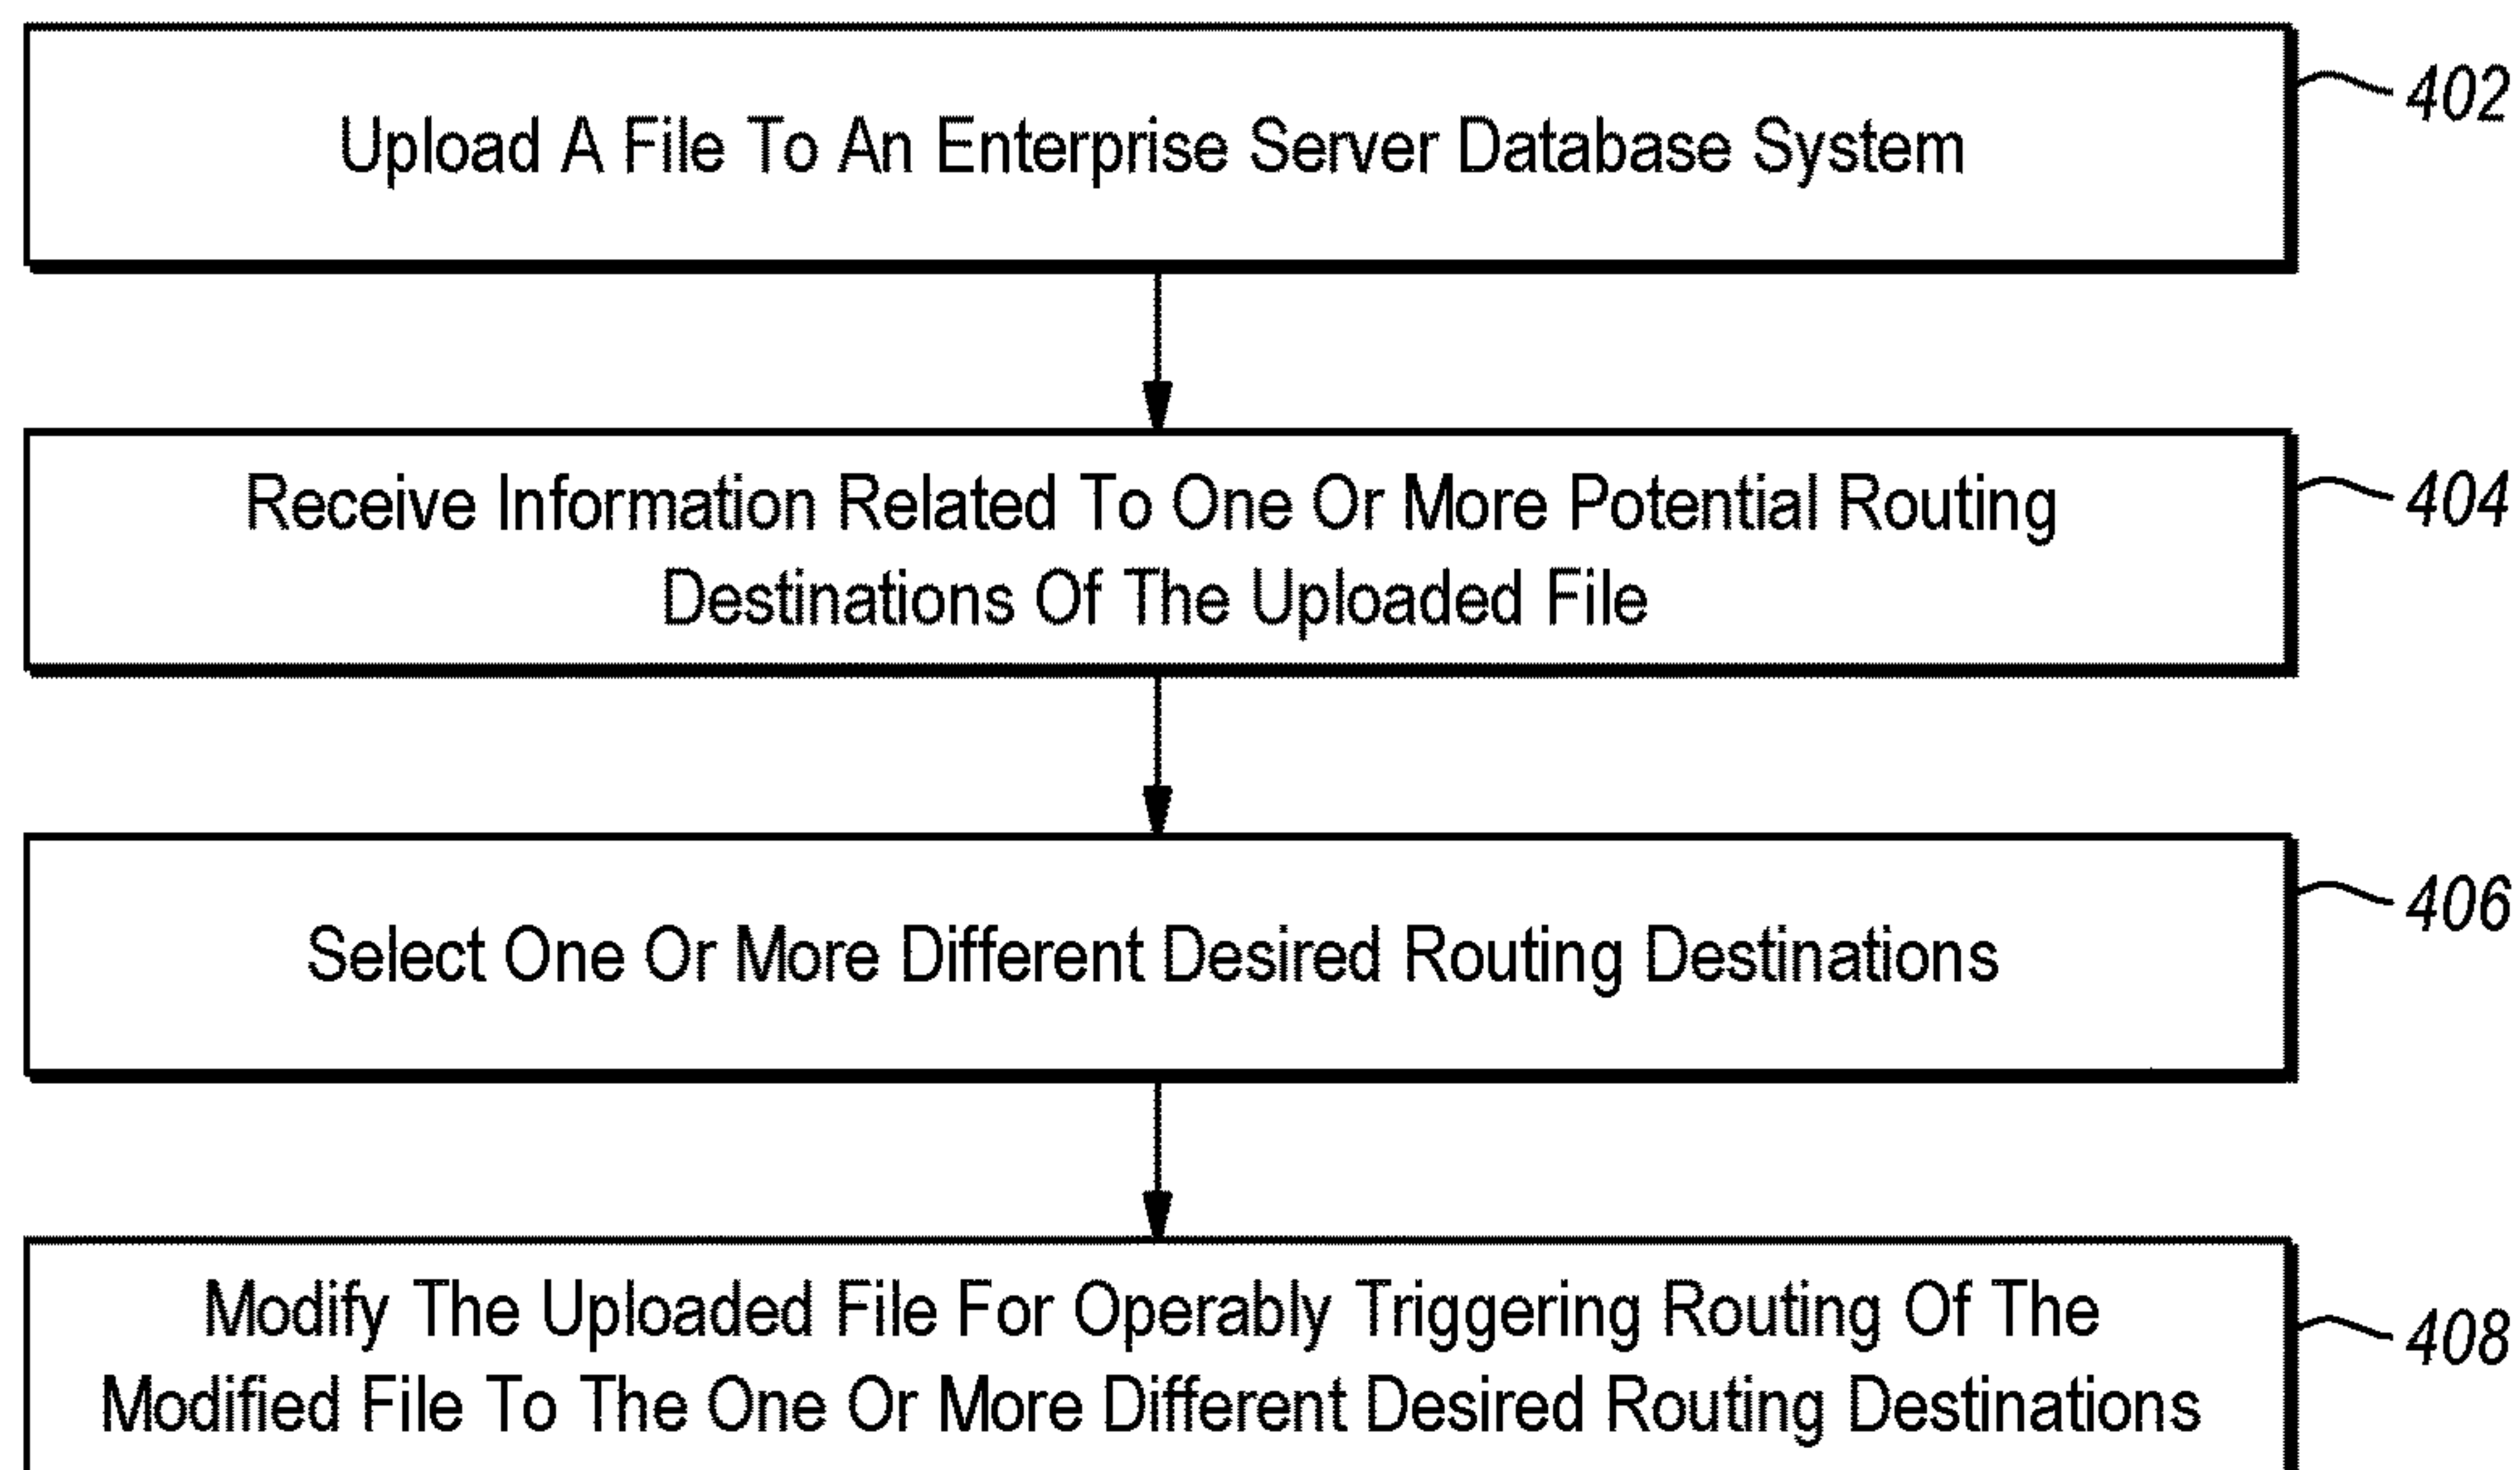 Upload A File To An Enterprise Server Database System
402
Receive Information Related To One Or More Potential Routing
Destinations Of The Uploaded File
404
Select One Or More Different Desired Routing Destinations
406
Modify The Uploaded File For Operably Triggering Routing Of The
Modified File To The One Or More Different Desired Routing Destinations
408